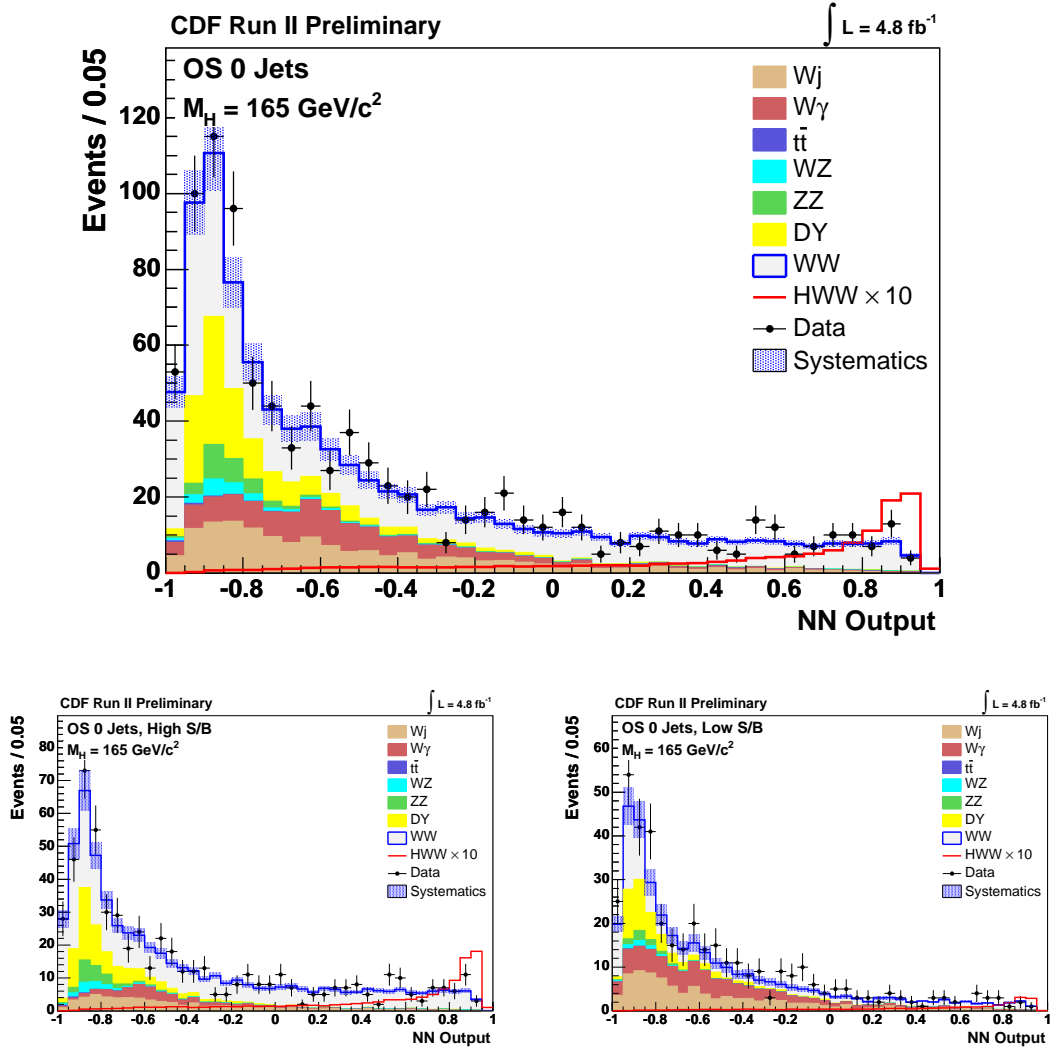 CDF Run II Preliminary
∫ L = 4.8 fb⁻¹
OS 0 Jets
M_H = 165 GeV/c²
Events / 0.05
120
100
80
60
40
20
0
-1 -0.8 -0.6 -0.4 -0.2 0 0.2 0.4 0.6 0.8 1
NN Output
Wj
Wγ
tt̄
WZ
ZZ
DY
WW
HWW × 10
Data
Systematics
CDF Run II Preliminary
∫ L = 4.8 fb⁻¹
OS 0 Jets, High S/B
M_H = 165 GeV/c²
Events / 0.05
80
70
60
50
40
30
20
10
0
-1 -0.8 -0.6 -0.4 -0.2 0 0.2 0.4 0.6 0.8 1
NN Output
Wj
Wγ
tt̄
WZ
ZZ
DY
WW
HWW × 10
Data
Systematics
CDF Run II Preliminary
∫ L = 4.8 fb⁻¹
OS 0 Jets, Low S/B
M_H = 165 GeV/c²
Events / 0.05
60
50
40
30
20
10
0
-1 -0.8 -0.6 -0.4 -0.2 0 0.2 0.4 0.6 0.8 1
NN Output
Wj
Wγ
tt̄
WZ
ZZ
DY
WW
HWW × 10
Data
Systematics